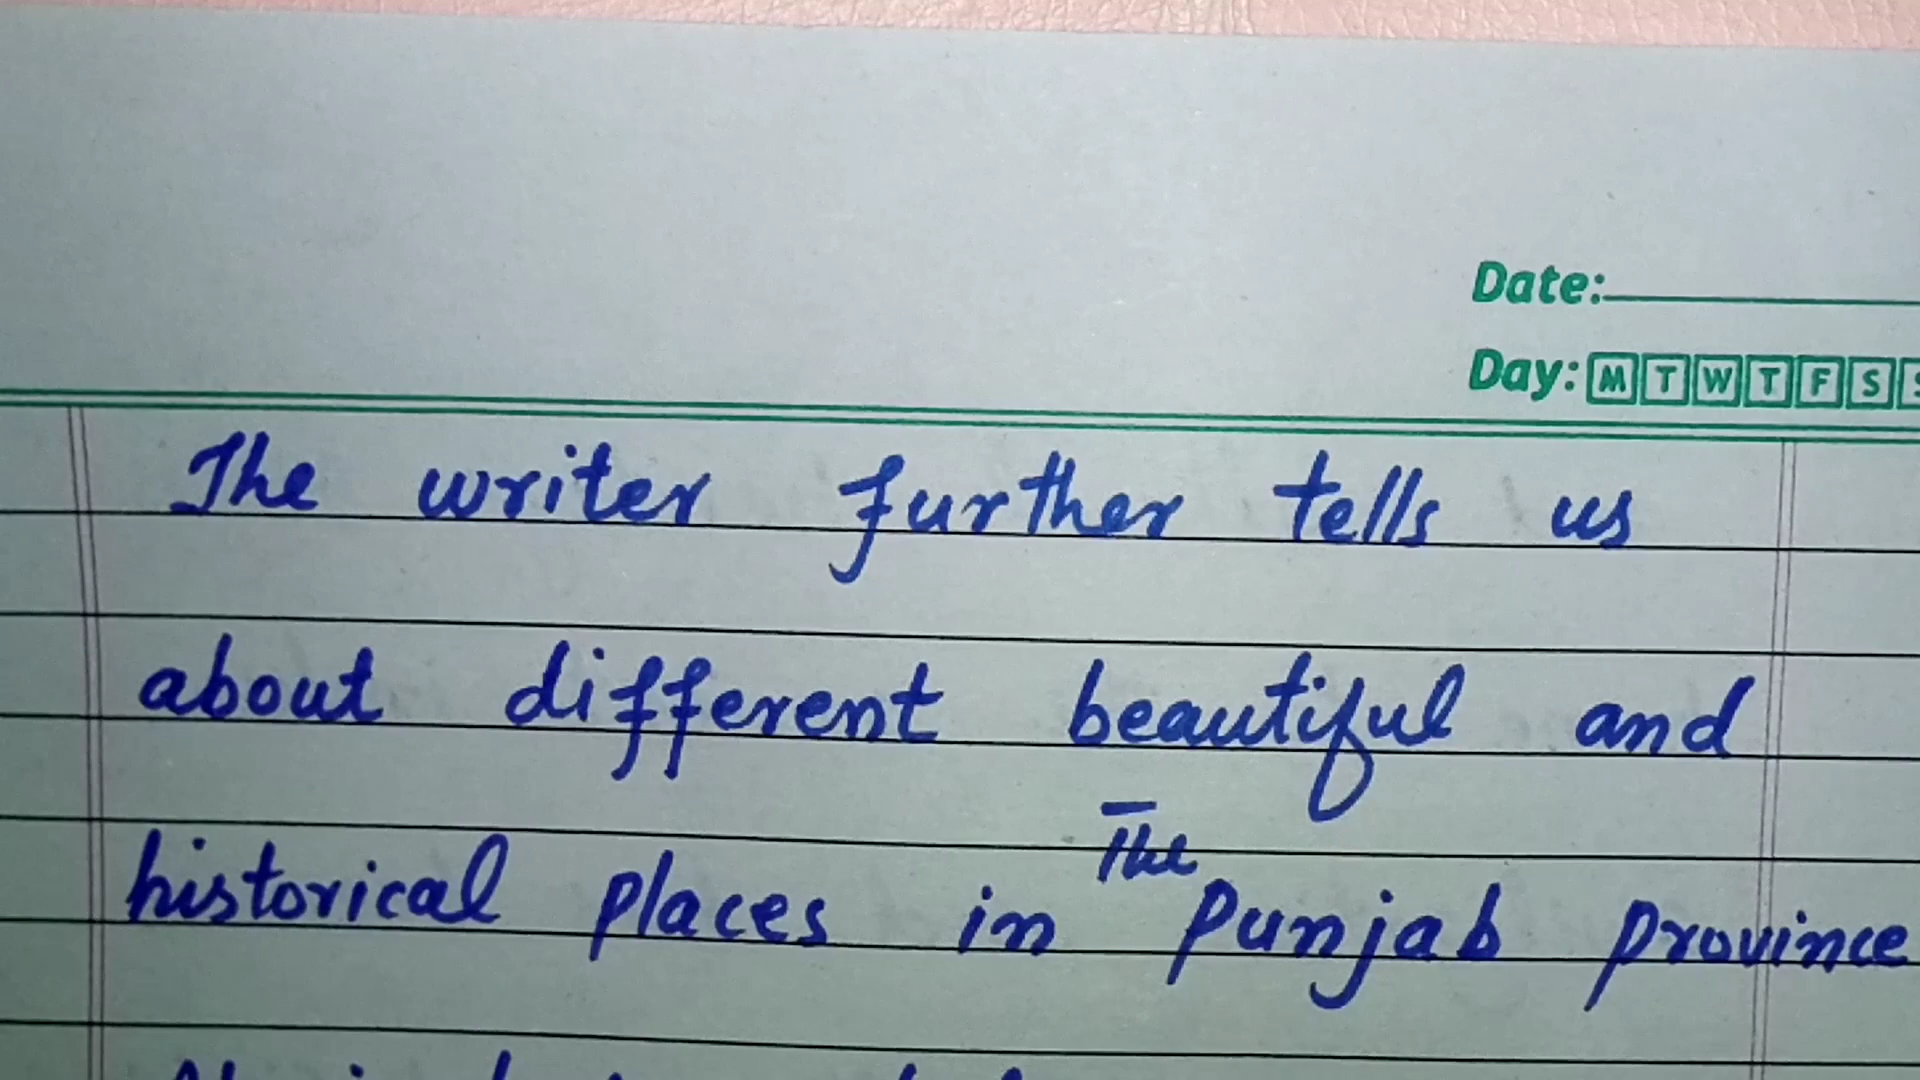 Date:
Day: M T W T F S S
The writer further tells us
about different beautiful and
The
historical places in Punjab province